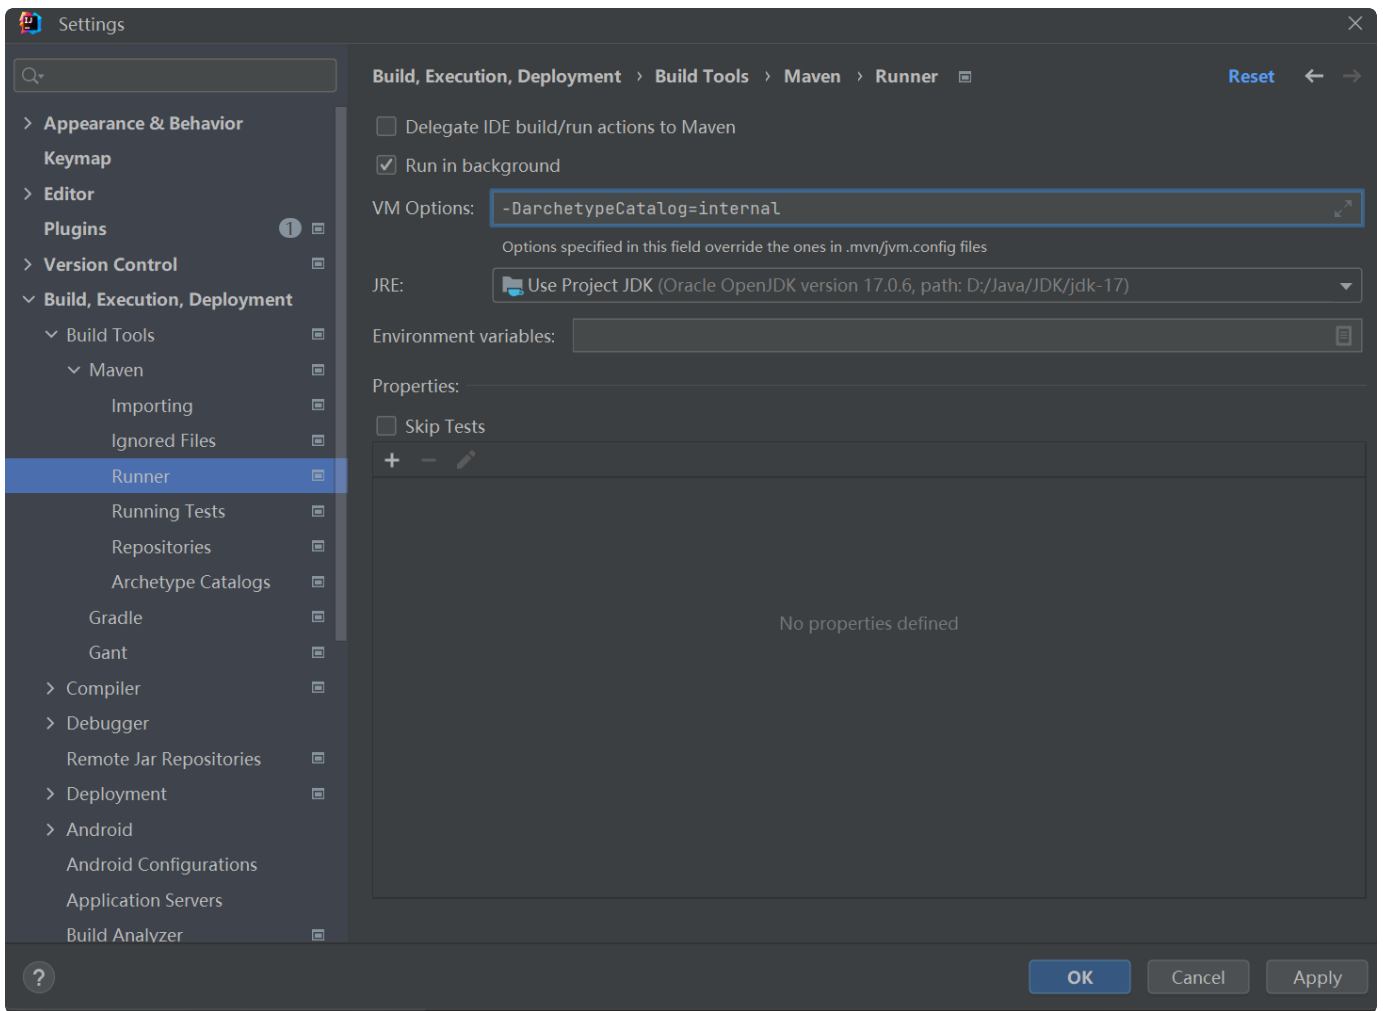 Settings
Build, Execution, Deployment › Build Tools › Maven › Runner
Reset
Appearance & Behavior
Keymap
Editor
Plugins 1
Version Control
Build, Execution, Deployment
Build Tools
Maven
Importing
Ignored Files
Runner
Running Tests
Repositories
Archetype Catalogs
Gradle
Gant
Compiler
Debugger
Remote Jar Repositories
Deployment
Android
Android Configurations
Application Servers
Build Analyzer
Delegate IDE build/run actions to Maven
Run in background
VM Options: -DarchetypeCatalog=internal
Options specified in this field override the ones in .mvn/jvm.config files
JRE: Use Project JDK (Oracle OpenJDK version 17.0.6, path: D:/Java/JDK/jdk-17)
Environment variables:
Properties:
Skip Tests
No properties defined
?
OK Cancel Apply